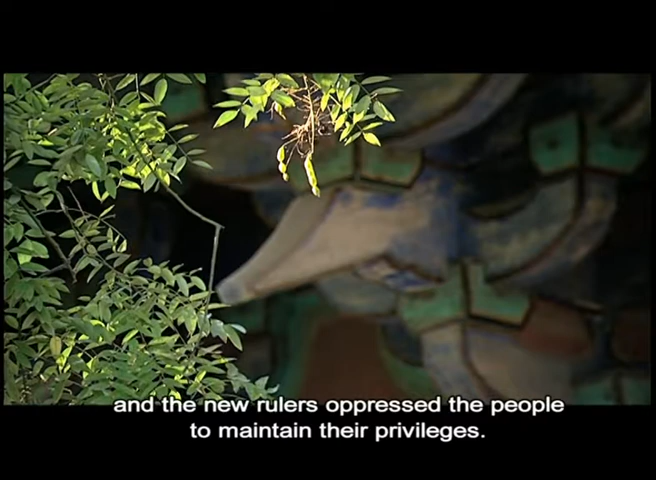 and the new rulers oppressed the people
to maintain their privileges.